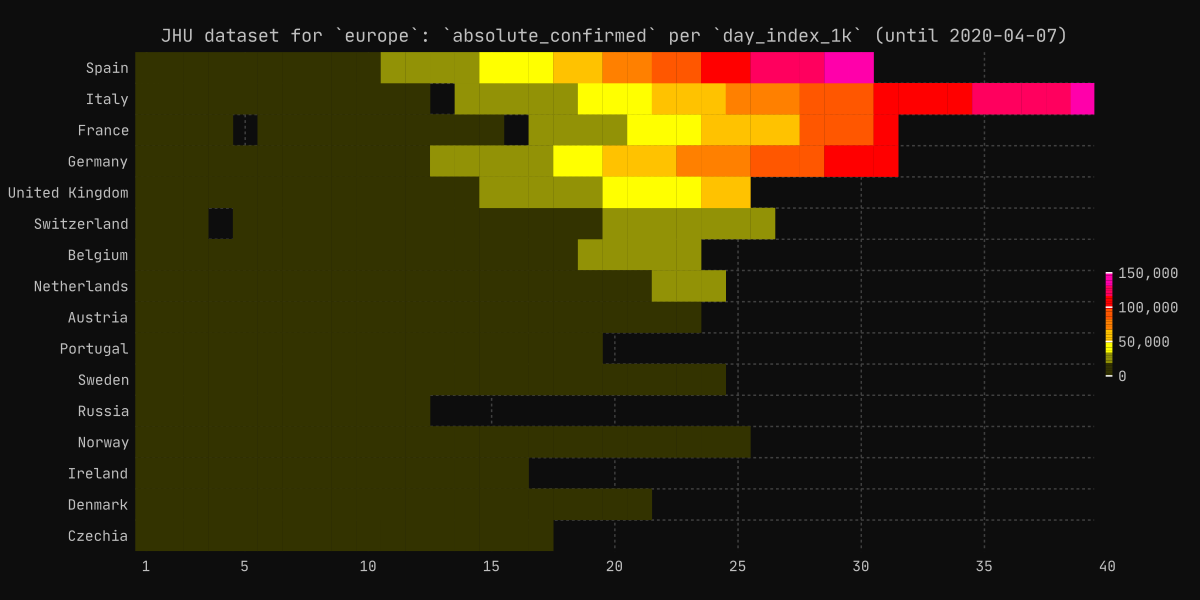 JHU dataset for `europe`: `absolute_confirmed` per `day_index_1k` (until 2020-04-07)
Spain
Italy
France
Germany
United Kingdom
Switzerland
Belgium
Netherlands
Austria
Portugal
Sweden
Russia
Norway
Ireland
Denmark
Czechia
1 5 10 15 20 25 30 35 40
150,000
100,000
50,000
0